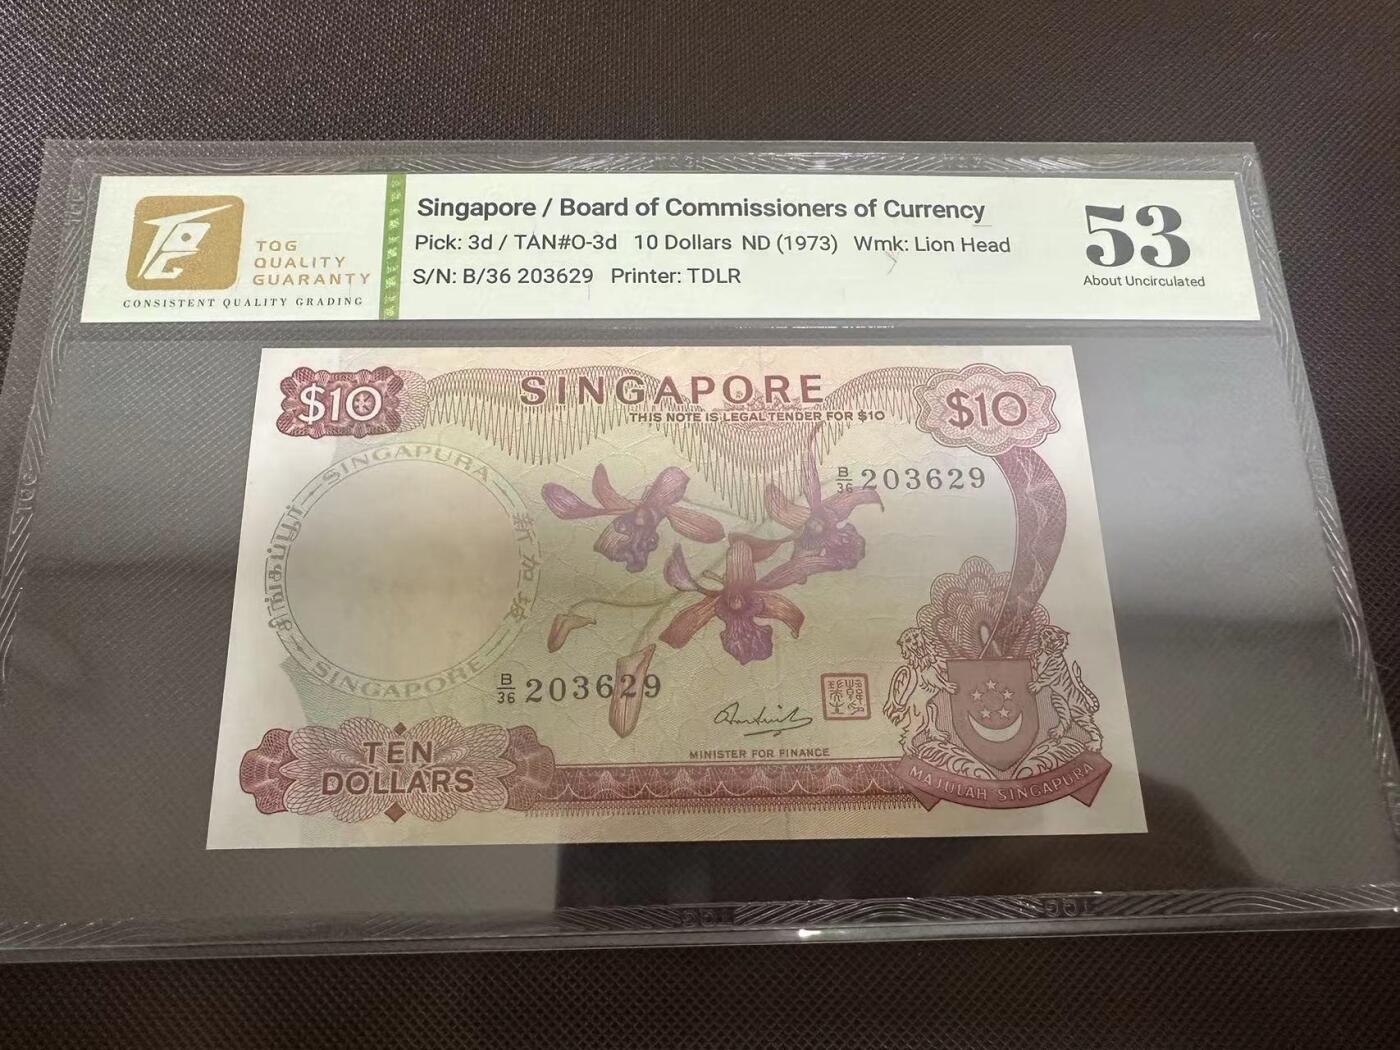 TQG
QUALITY
GUARANTY
CONSISTENT QUALITY GRADING
Singapore / Board of Commissioners of Currency
Pick: 3d / TAN#O-3d 10 Dollars ND (1973) Wmk: Lion Head
S/N: B/36 203629 Printer: TDLR
53
About Uncirculated
$10
SINGAPORE
THIS NOTE IS LEGAL TENDER FOR $10
$10
B/36 203629
SINGAPURA
சிங்கப்பூர்
新加坡
SINGAPORE
B/36 203629
MINISTER FOR FINANCE
TEN
DOLLARS
MAJULAH SINGAPURA